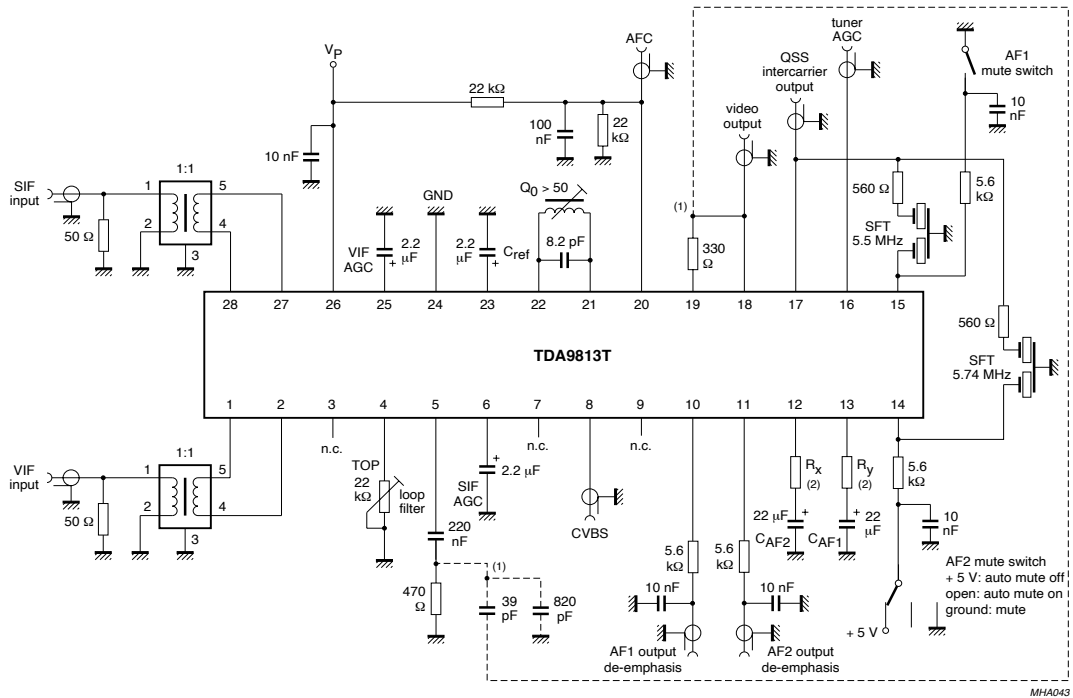 tuner
AGC
AFC
V_P
QSS
intercarrier
output
AF1
mute switch
22 kΩ
video
output
100
nF
22
kΩ
10
nF
10 nF
1:1
SIF
input
1
5
2
4
3
50 Ω
Q0 > 50
GND
(1)
560 Ω
5.6
kΩ
SFT
5.5 MHz
VIF
AGC
2.2
µF
+
2.2
µF
+
Cref
8.2 pF
330
Ω
28
27
26
25
24
23
22
21
20
19
18
17
16
15
560 Ω
SFT
5.74 MHz
TDA9813T
1
2
3
4
5
6
7
8
9
10
11
12
13
14
n.c.
n.c.
n.c.
1:1
VIF
input
1
5
2
4
3
50 Ω
TOP
22
kΩ
loop
filter
+
2.2 µF
SIF
AGC
CVBS
Rx
(2)
Ry
(2)
5.6
kΩ
220
nF
22 µF
+
CAF2
+
22
µF
CAF1
10
nF
5.6
kΩ
5.6
kΩ
(1)
470
Ω
39
pF
820
pF
10 nF
10 nF
AF2 mute switch
+ 5 V: auto mute off
open: auto mute on
ground: mute
+ 5 V
AF1 output
de-emphasis
AF2 output
de-emphasis
MHA043